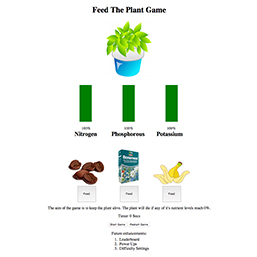 Feed The Plant Game
100% 100% 100%
Nitrogen Phosphorous Potassium
Feed Feed Feed
The aim of the game is to keep the plant alive. The plant will die if any of it's nutrient levels reach 0%.
Timer: 0 Secs
Start Game Restart Game
Future enhancements:
1. Leaderboard
2. Power Ups
3. Difficulty Settings